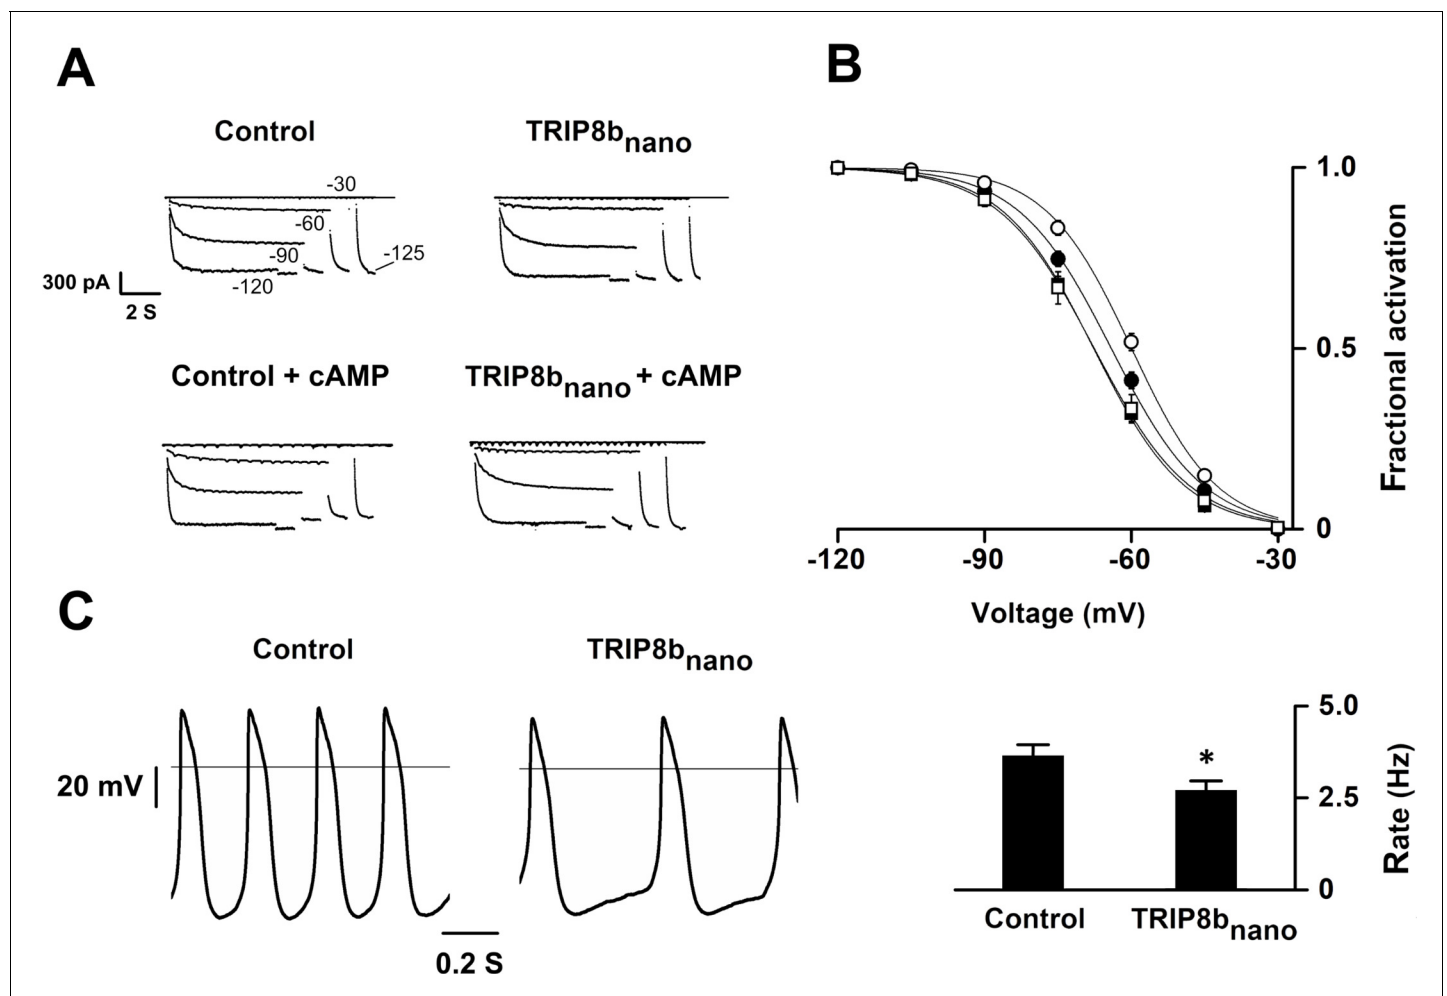 A
Control
TRIP8bnano
-30
-60
-90
-125
-120
300 pA
2 S
Control + cAMP
TRIP8bnano + cAMP
B
1.0
0.5
0
Fractional activation
-120 -90 -60 -30
Voltage (mV)
C
Control
TRIP8bnano
20 mV
0.2 S
5.0
*
2.5
0
Rate (Hz)
Control
TRIP8bnano